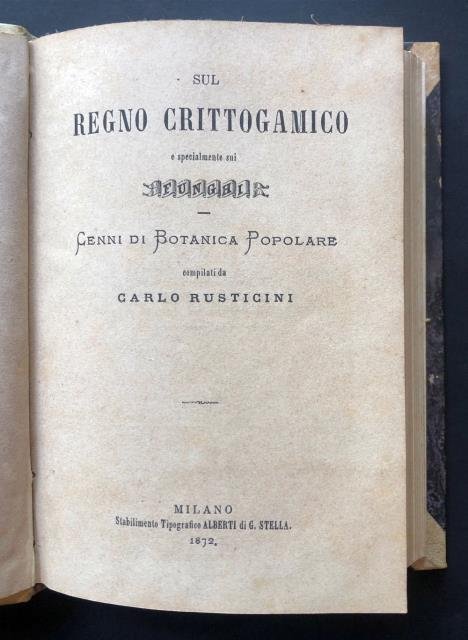 SUL
REGNO CRITTOGAMICO
e specialmente sui
FUNGHI
CENNI DI BOTANICA POPOLARE
compilati da
CARLO RUSTICINI
MILANO
Stabilimento Tipografico ALBERTI di G. STELLA.
1872.